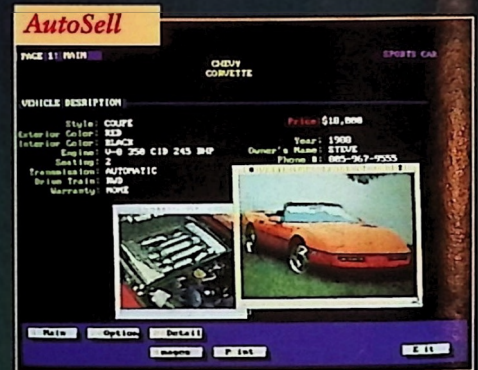 AutoSell
PAGE 1: MAIN
SPORTS CAR
CHEVY
CORVETTE
VEHICLE DESRIPTION
Style: COUPE
Exterior Color: RED
Interior Color: BLACK
Engine: V-8 350 CID 245 BHP
Seating: 2
Transmission: AUTOMATIC
Drive Train: RWD
Warranty: NONE
Price: $18,000
Year: 1988
Owner's Name: STEVE
Phone #: 805-967-9555
Main Option Detail
Images Print Exit